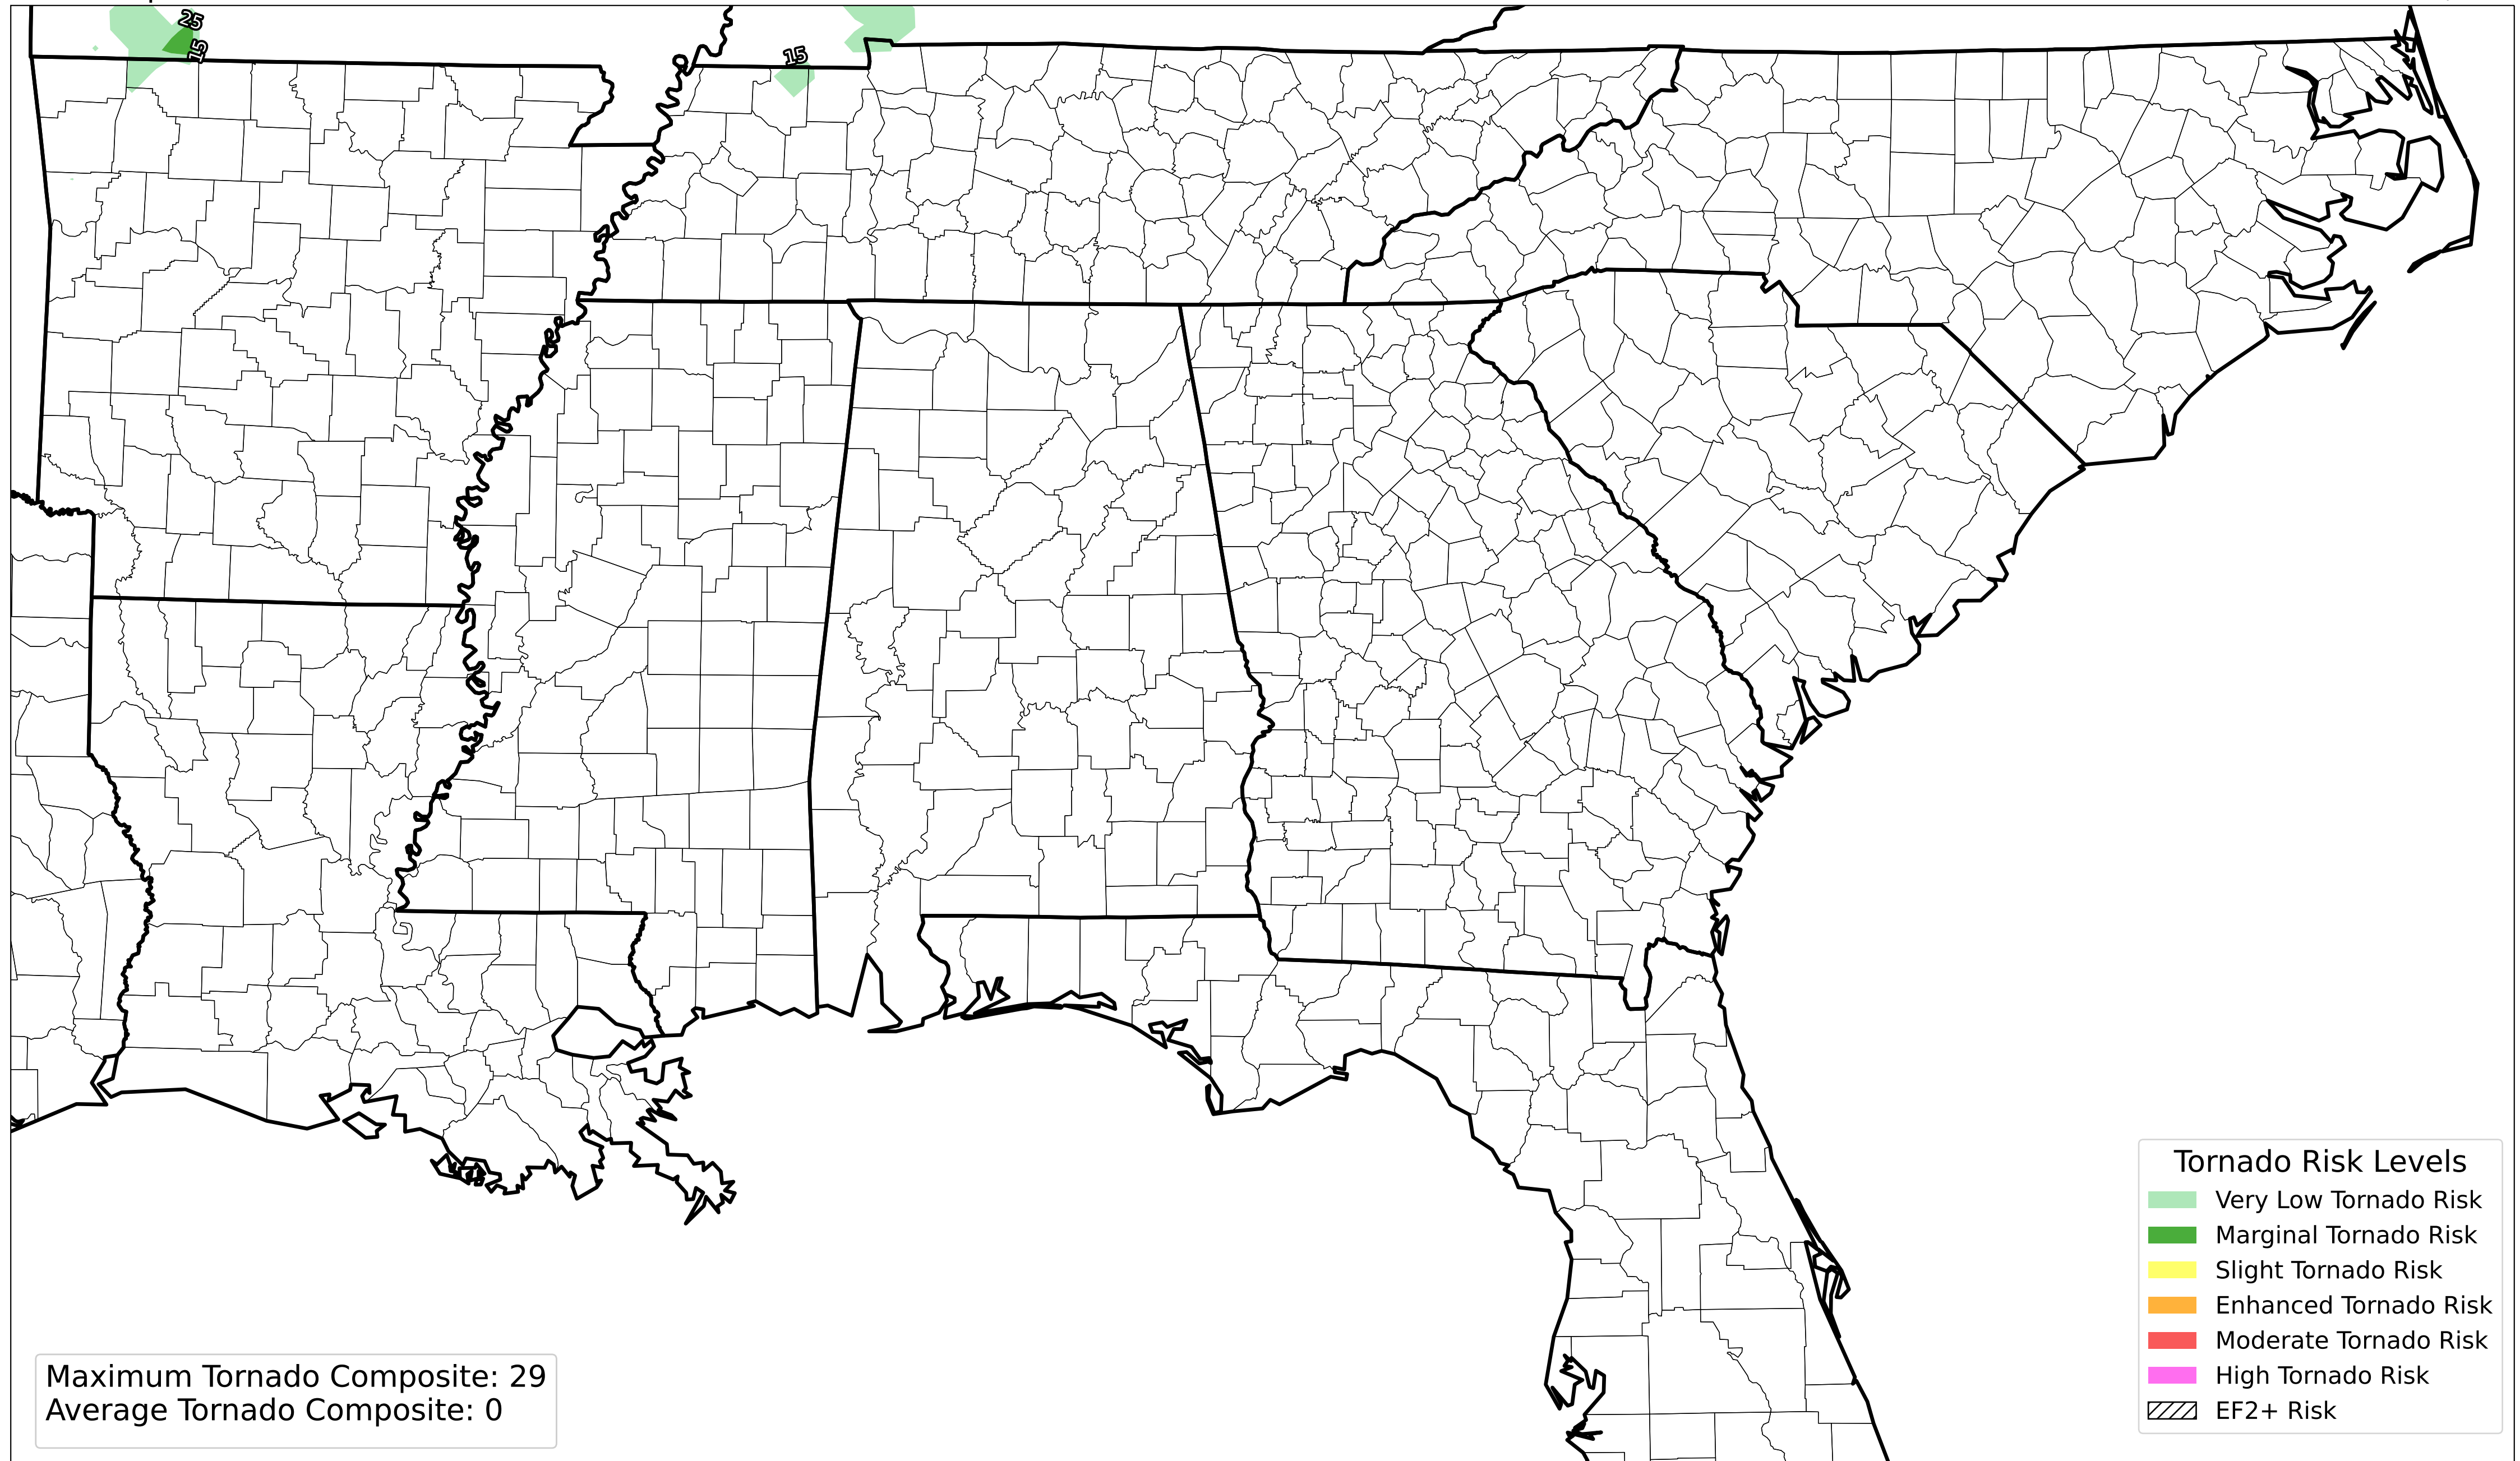 25
15
15
Tornado Risk Levels
Very Low Tornado Risk
Marginal Tornado Risk
Slight Tornado Risk
Enhanced Tornado Risk
Moderate Tornado Risk
High Tornado Risk
EF2+ Risk
Maximum Tornado Composite: 29
Average Tornado Composite: 0